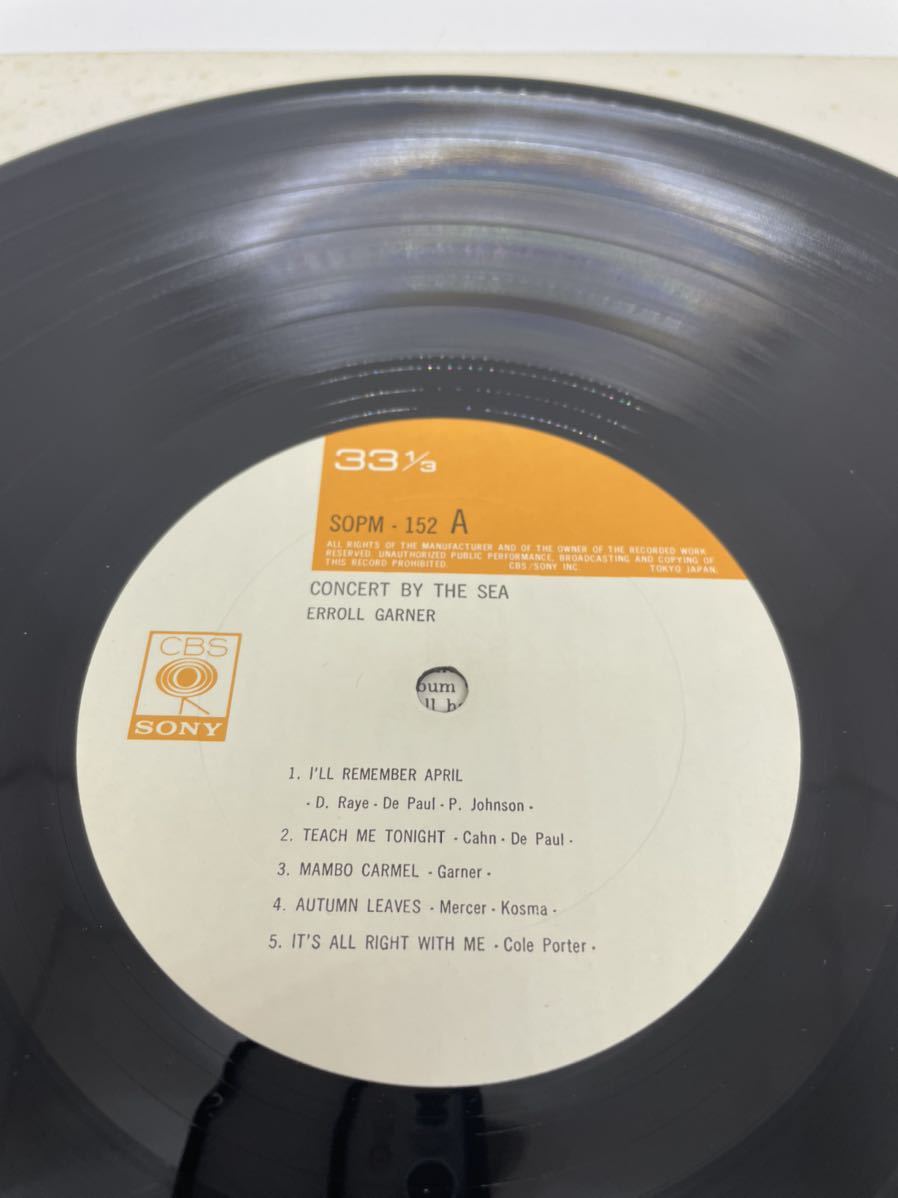 33 1/3
SOPM - 152 A
ALL RIGHTS OF THE MANUFACTURER AND OF THE OWNER OF THE RECORDED WORK
RESERVED. UNAUTHORIZED PUBLIC PERFORMANCE, BROADCASTING AND COPYING OF
THIS RECORD PROHIBITED. CBS/SONY INC. TOKYO JAPAN.
CONCERT BY THE SEA
ERROLL GARNER
CBS
SONY
1. I'LL REMEMBER APRIL
- D. Raye - De Paul - P. Johnson -
2. TEACH ME TONIGHT - Cahn - De Paul -
3. MAMBO CARMEL - Garner -
4. AUTUMN LEAVES - Mercer - Kosma -
5. IT'S ALL RIGHT WITH ME - Cole Porter -